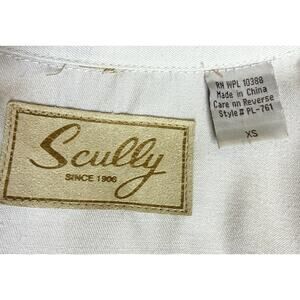 Scully
SINCE 1906
RN WPL 10388
Made in China
Care on Reverse
Style# PL-761
XS